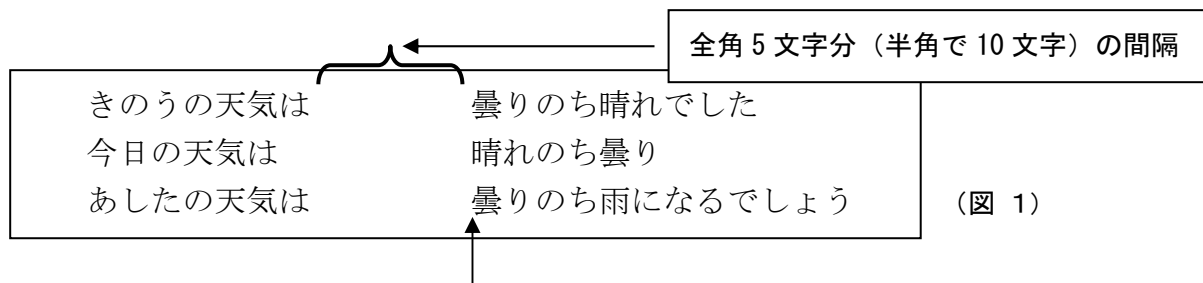 全角5文字分（半角で10文字）の間隔
きのうの天気は　　　　　曇りのち晴れでした
今日の天気は　　　　　　晴れのち曇り
あしたの天気は　　　　　曇りのち雨になるでしょう
（図 1）